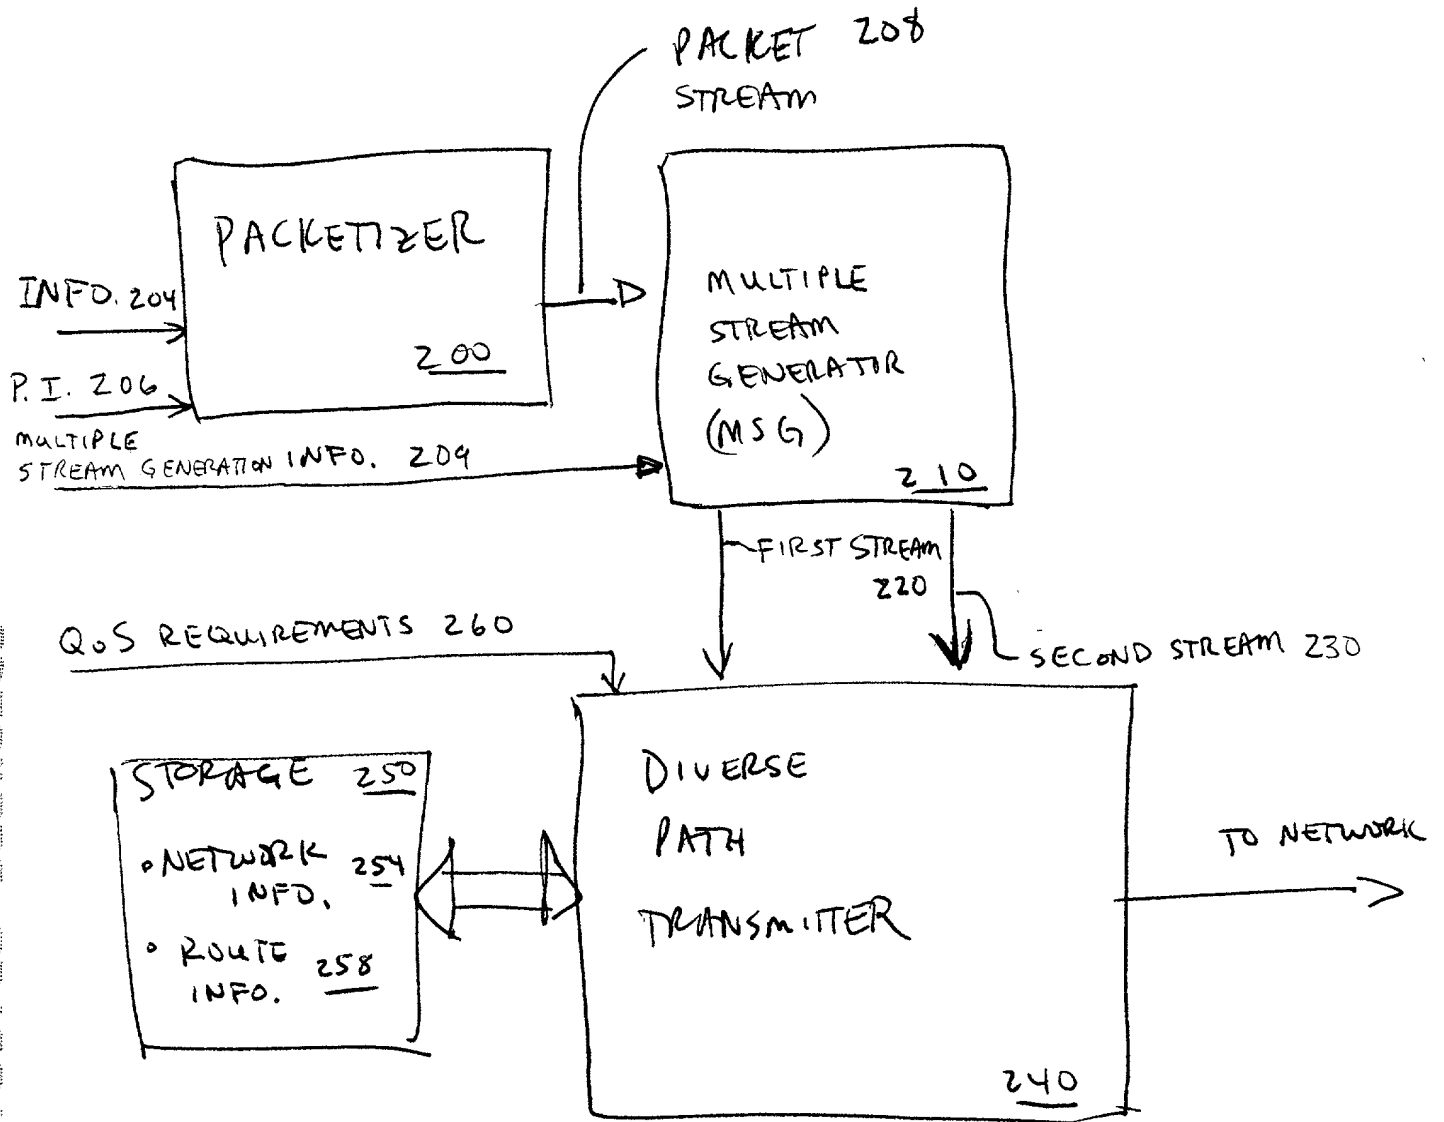 PACKET 208
STREAM
PACKETIZER
200
INFO. 204
P. I. 206
MULTIPLE
STREAM GENERATION INFO. 209
MULTIPLE
STREAM
GENERATOR
(MSG)
210
FIRST STREAM
220
SECOND STREAM 230
QoS REQUIREMENTS 260
STORAGE 250
• NETWORK
INFO. 254
• ROUTE
INFO. 258
DIVERSE
PATH
TRANSMITTER
240
TO NETWORK